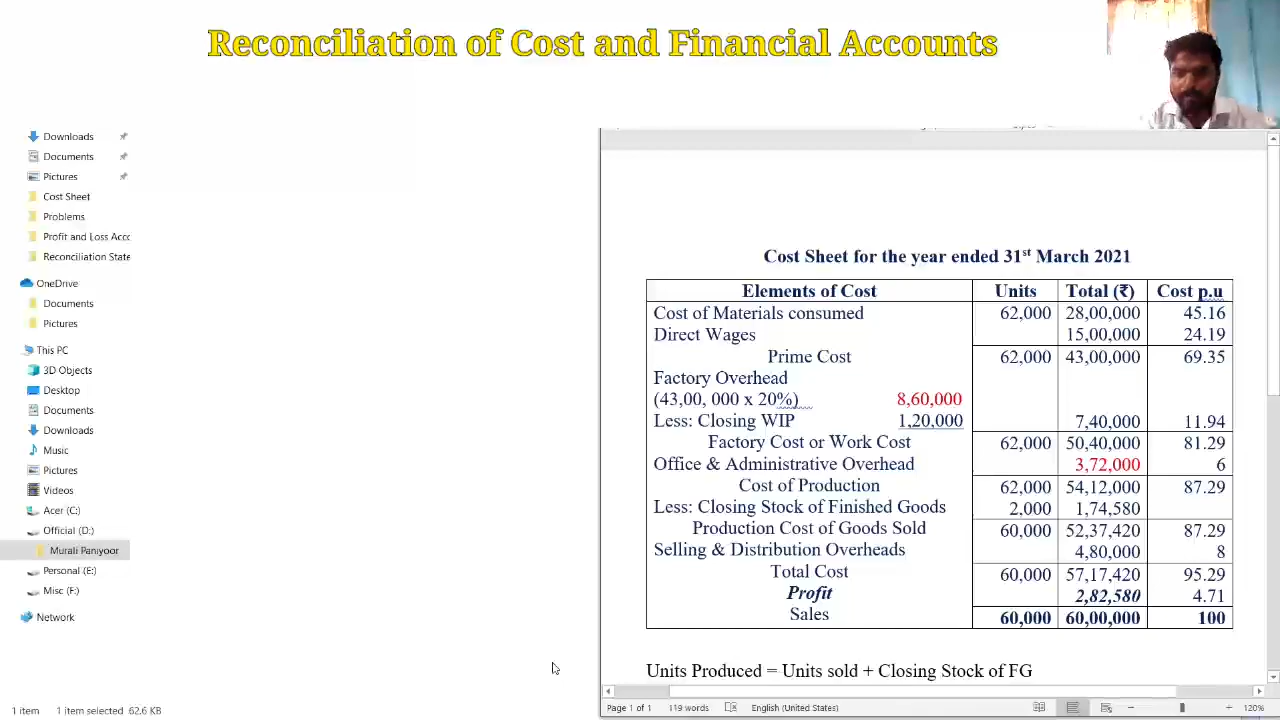 Reconciliation of Cost and Financial Accounts
Downloads
Documents
Pictures
Cost Sheet
Problems
Profit and Loss Acco
Reconciliation State
OneDrive
Documents
Pictures
This PC
3D Objects
Desktop
Documents
Downloads
Music
Pictures
Videos
Acer (C:)
Official (D:)
Murali Paniyoor
Personal (E:)
Misc (F:)
Network
1 item 1 item selected 62.6 KB
Cost Sheet for the year ended 31st March 2021
Elements of Cost Units Total (₹) Cost p.u
Cost of Materials consumed 62,000 28,00,000 45.16
Direct Wages 15,00,000 24.19
Prime Cost 62,000 43,00,000 69.35
Factory Overhead
(43,00, 000 x 20%) 8,60,000
Less: Closing WIP 1,20,000 7,40,000 11.94
Factory Cost or Work Cost 62,000 50,40,000 81.29
Office & Administrative Overhead 3,72,000 6
Cost of Production 62,000 54,12,000 87.29
Less: Closing Stock of Finished Goods 2,000 1,74,580
Production Cost of Goods Sold 60,000 52,37,420 87.29
Selling & Distribution Overheads 4,80,000 8
Total Cost 60,000 57,17,420 95.29
Profit 2,82,580 4.71
Sales 60,000 60,00,000 100
Units Produced = Units sold + Closing Stock of FG
Page 1 of 1 119 words English (United States) 120%